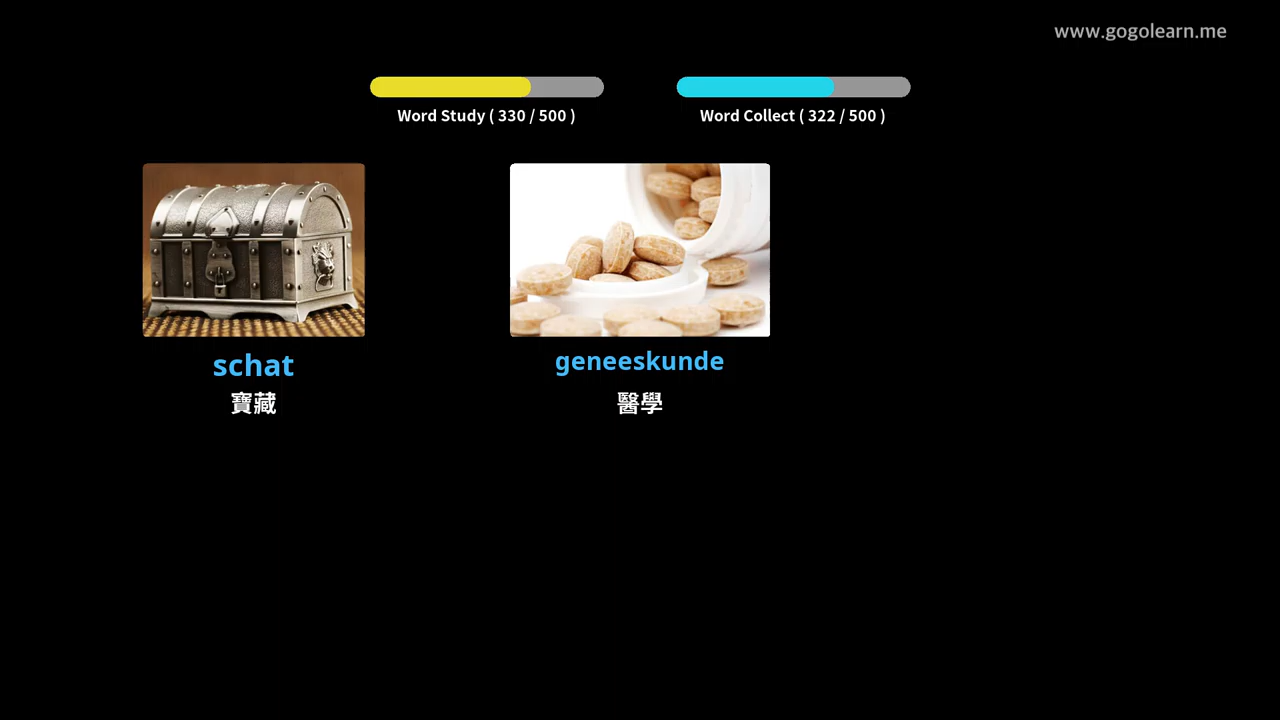 www.gogolearn.me
Word Study ( 330 / 500 )
Word Collect ( 322 / 500 )
schat
寶藏
geneeskunde
醫學